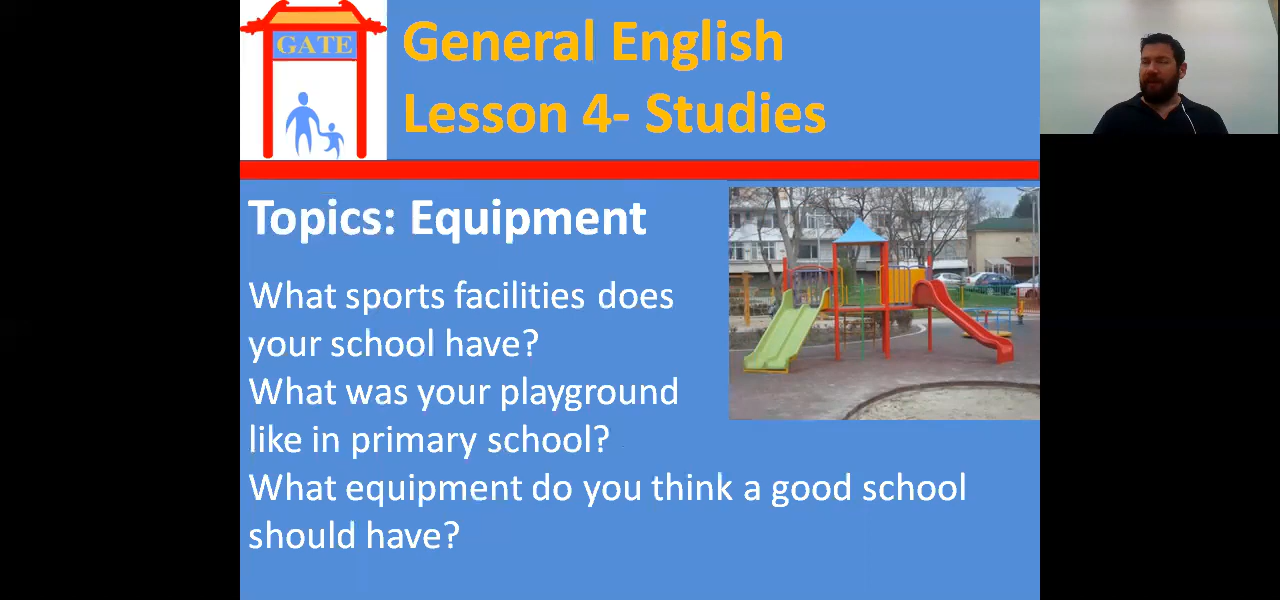 GATE
General English
Lesson 4- Studies
Topics: Equipment
What sports facilities does
your school have?
What was your playground
like in primary school?
What equipment do you think a good school
should have?